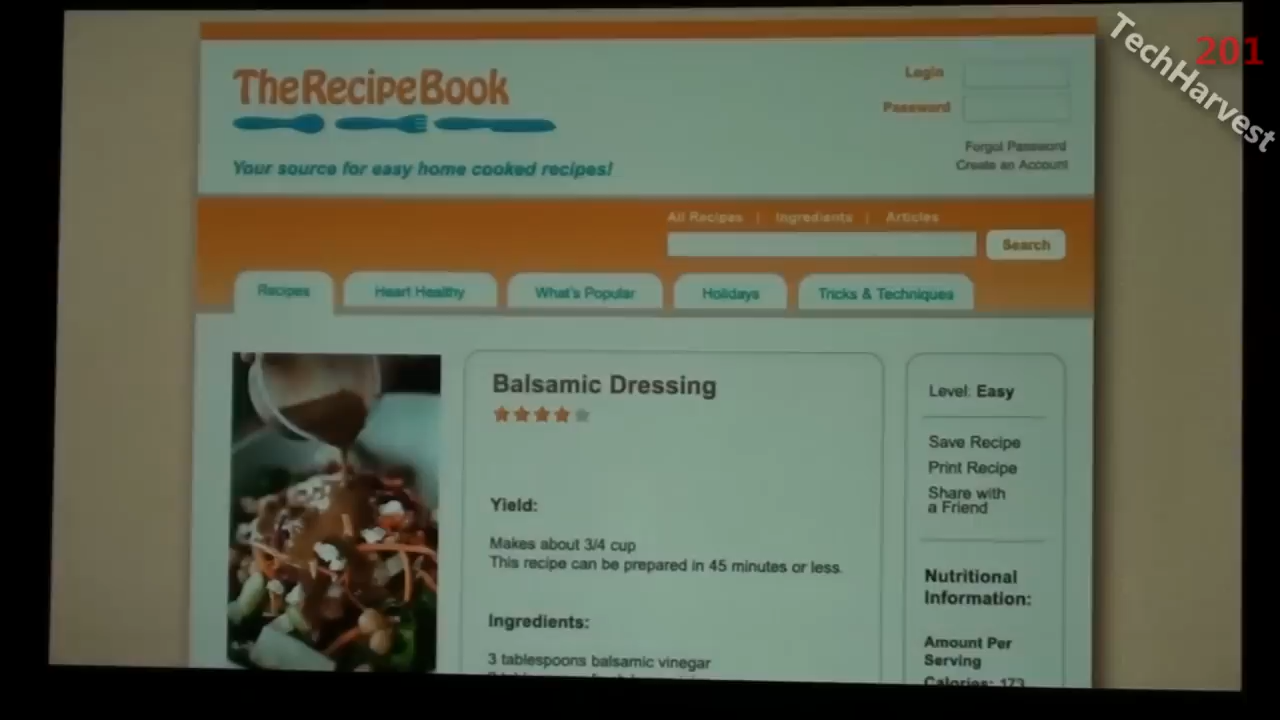 201
TechHarvest
TheRecipeBook
Your source for easy home cooked recipes!
Login
Password
Forgot Password
Create an Account
All Recipes | Ingredients | Articles
Search
Recipes
Heart Healthy
What's Popular
Holidays
Tricks & Techniques
Balsamic Dressing
Yield:
Makes about 3/4 cup
This recipe can be prepared in 45 minutes or less.
Ingredients:
3 tablespoons balsamic vinegar
Level: Easy
Save Recipe
Print Recipe
Share with
a Friend
Nutritional
Information:
Amount Per
Serving
Calories: 173